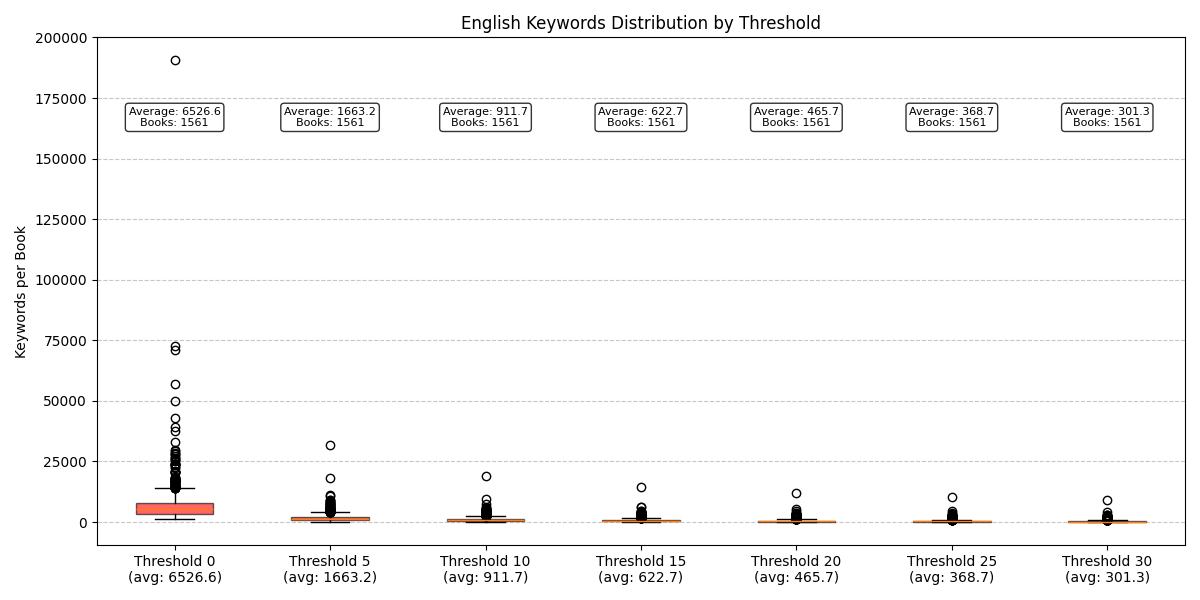 English Keywords Distribution by Threshold
Keywords per Book
200000
175000
150000
125000
100000
75000
50000
25000
0
Average: 6526.6
Books: 1561
Average: 1663.2
Books: 1561
Average: 911.7
Books: 1561
Average: 622.7
Books: 1561
Average: 465.7
Books: 1561
Average: 368.7
Books: 1561
Average: 301.3
Books: 1561
Threshold 0
(avg: 6526.6)
Threshold 5
(avg: 1663.2)
Threshold 10
(avg: 911.7)
Threshold 15
(avg: 622.7)
Threshold 20
(avg: 465.7)
Threshold 25
(avg: 368.7)
Threshold 30
(avg: 301.3)